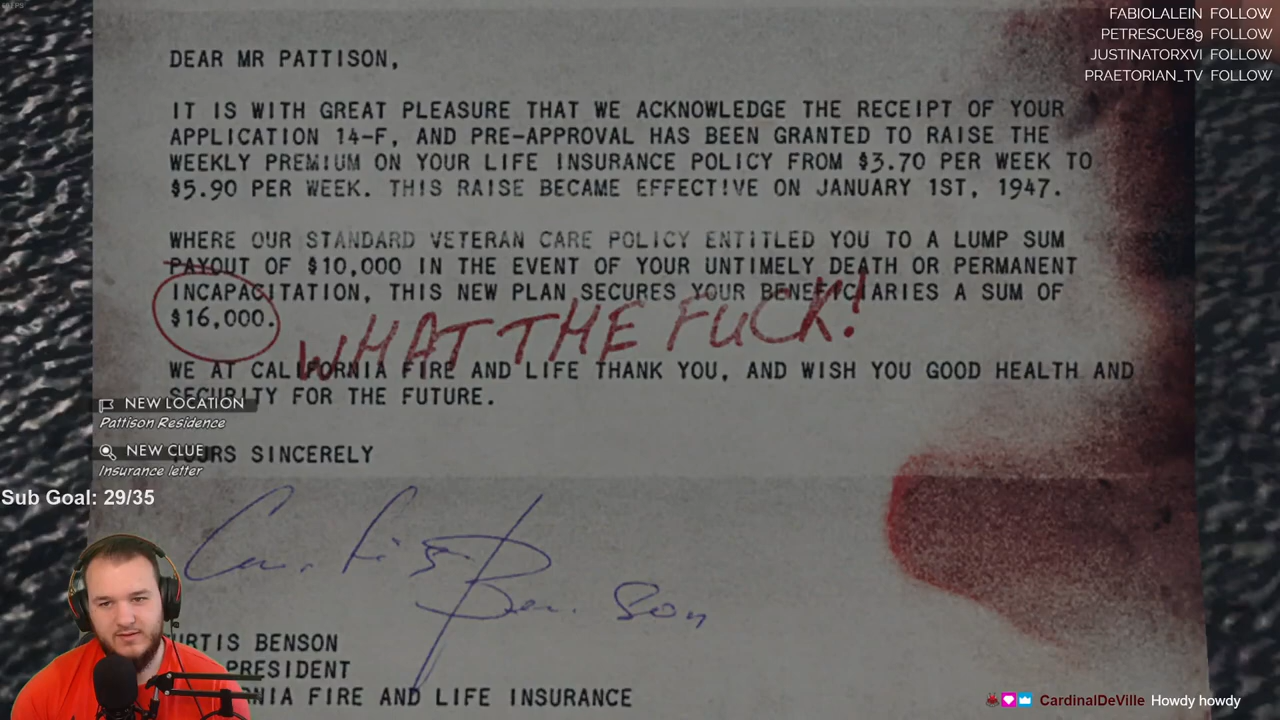 FABIOLALEIN FOLLOW
PETRESCUE89 FOLLOW
JUSTINATORXVI FOLLOW
PRAETORIAN_TV FOLLOW
DEAR MR PATTISON,
IT IS WITH GREAT PLEASURE THAT WE ACKNOWLEDGE THE RECEIPT OF YOUR
APPLICATION 14-F, AND PRE-APPROVAL HAS BEEN GRANTED TO RAISE THE
WEEKLY PREMIUM ON YOUR LIFE INSURANCE POLICY FROM $3.70 PER WEEK TO
$5.90 PER WEEK. THIS RAISE BECAME EFFECTIVE ON JANUARY 1ST, 1947.
WHERE OUR STANDARD VETERAN CARE POLICY ENTITLED YOU TO A LUMP SUM
PAYOUT OF $10,000 IN THE EVENT OF YOUR UNTIMELY DEATH OR PERMANENT
INCAPACITATION, THIS NEW PLAN SECURES YOUR BENEFICIARIES A SUM OF
$16,000.
WHAT THE FUCK!
WE AT CALIFORNIA FIRE AND LIFE THANK YOU, AND WISH YOU GOOD HEALTH AND
SECURITY FOR THE FUTURE.
NEW LOCATION
Pattison Residence
NEW CLUE
Insurance letter
YOURS SINCERELY
Sub Goal: 29/35
Curtis Benson
URTIS BENSON
PRESIDENT
NIA FIRE AND LIFE INSURANCE
CardinalDeVille Howdy howdy